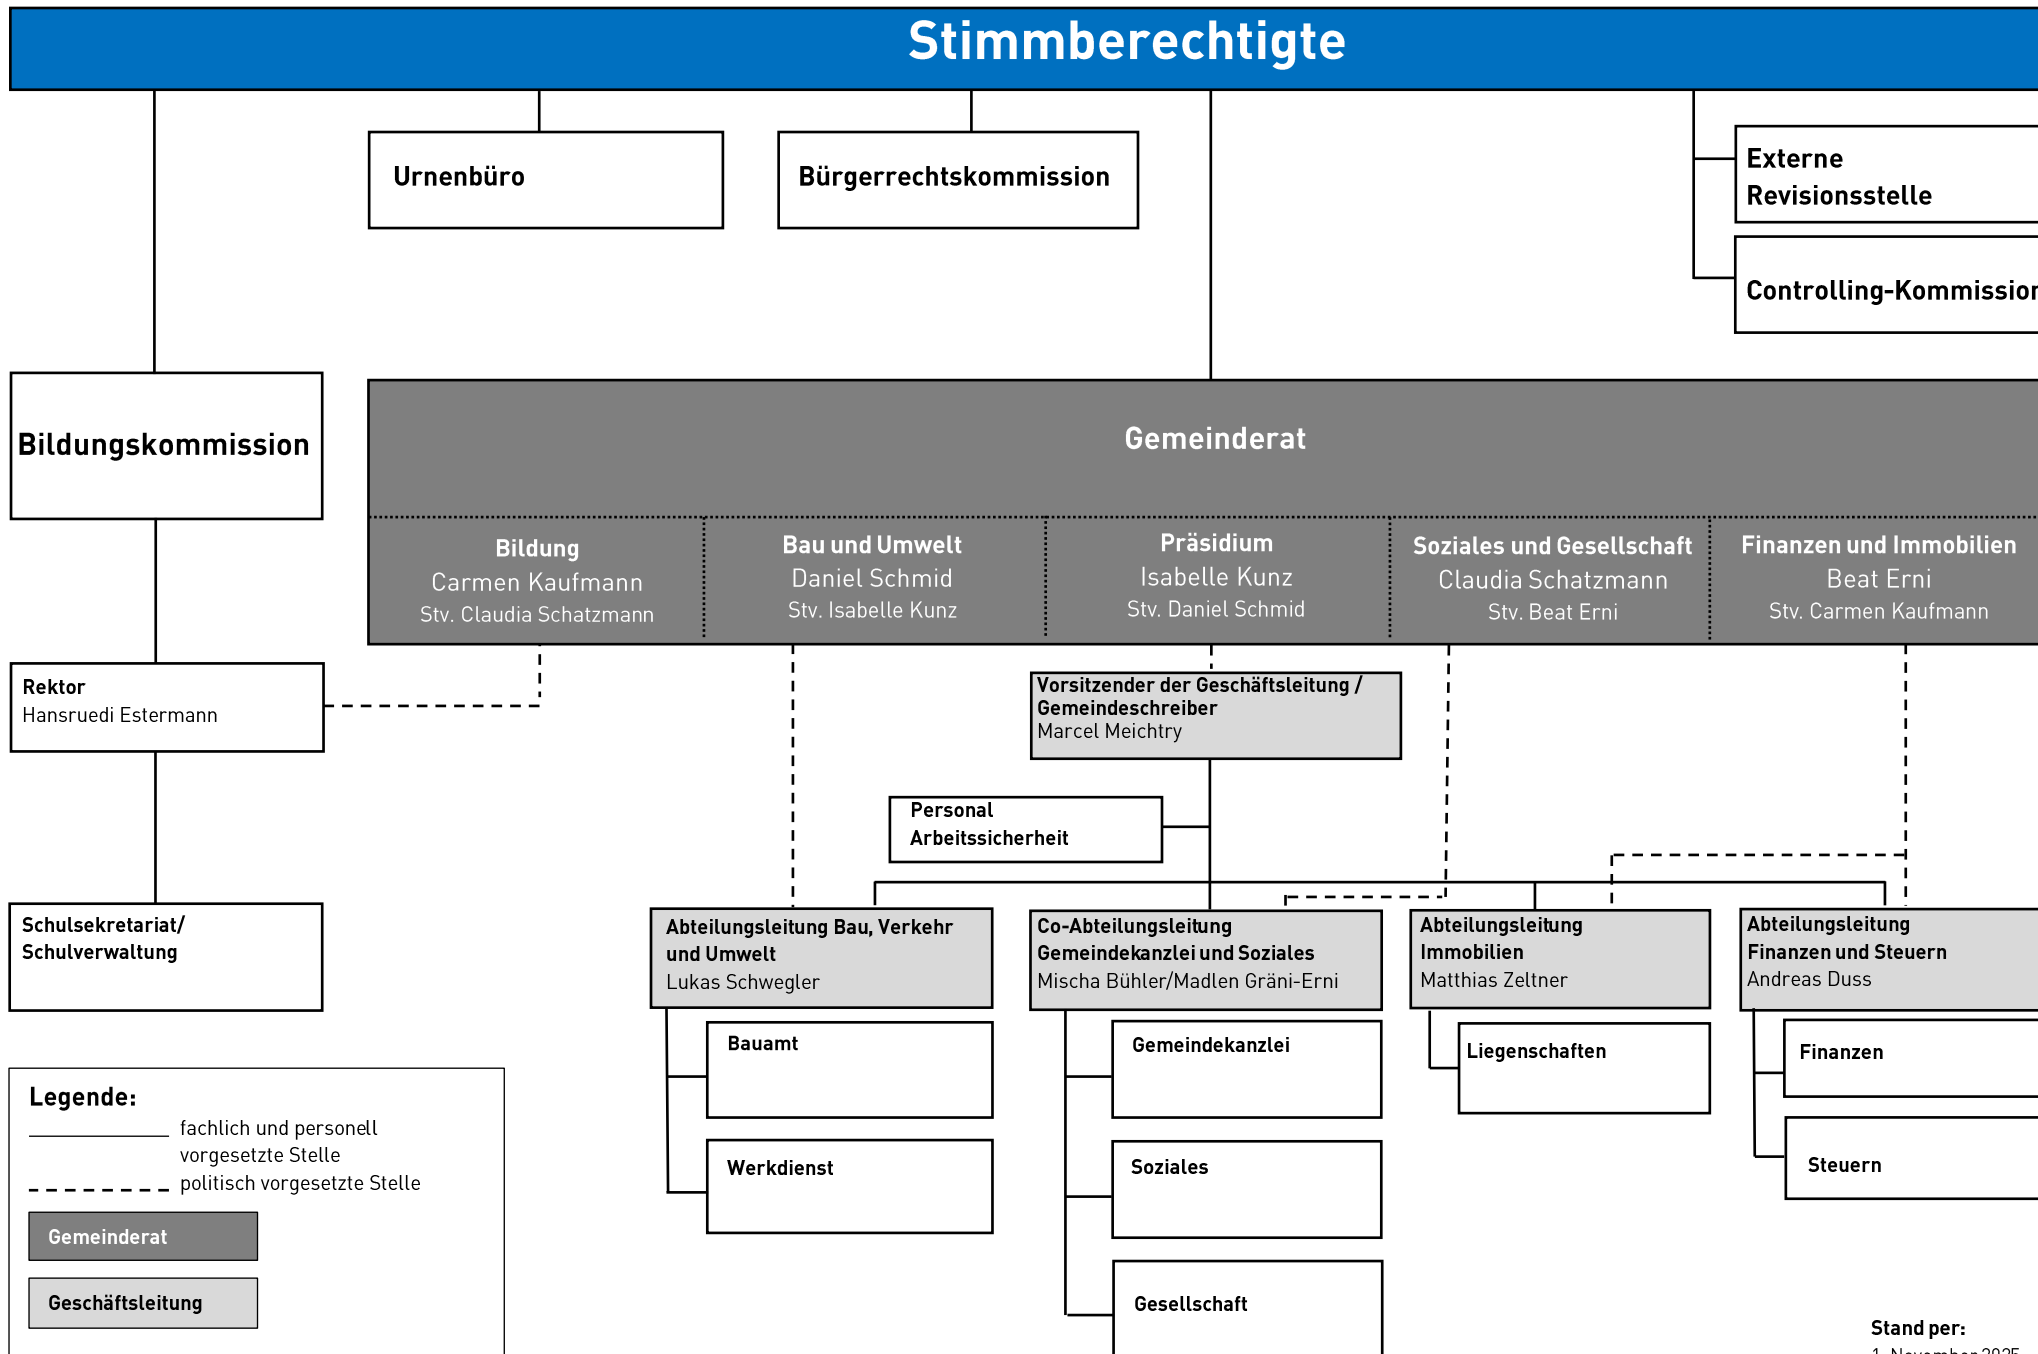 Stimmberechtigte
Urnenbüro
Bürgerrechtskommission
Externe
Revisionsstelle
Controlling-Kommission
Bildungskommission
Gemeinderat
Bildung
Carmen Kaufmann
Stv. Claudia Schatzmann
Bau und Umwelt
Daniel Schmid
Stv. Isabelle Kunz
Präsidium
Isabelle Kunz
Stv. Daniel Schmid
Soziales und Gesellschaft
Claudia Schatzmann
Stv. Beat Erni
Finanzen und Immobilien
Beat Erni
Stv. Carmen Kaufmann
Rektor
Hansruedi Estermann
Vorsitzender der Geschäftsleitung /
Gemeindeschreiber
Marcel Meichtry
Personal
Arbeitssicherheit
Schulsekretariat/
Schulverwaltung
Abteilungsleitung Bau, Verkehr
und Umwelt
Lukas Schwegler
Co-Abteilungsleitung
Gemeindekanzlei und Soziales
Mischa Bühler/Madlen Gräni-Erni
Abteilungsleitung
Immobilien
Matthias Zeltner
Abteilungsleitung
Finanzen und Steuern
Andreas Duss
Bauamt
Werkdienst
Gemeindekanzlei
Soziales
Gesellschaft
Liegenschaften
Finanzen
Steuern
Legende:
fachlich und personell
vorgesetzte Stelle
politisch vorgesetzte Stelle
Gemeinderat
Geschäftsleitung
Stand per:
1. November 2025